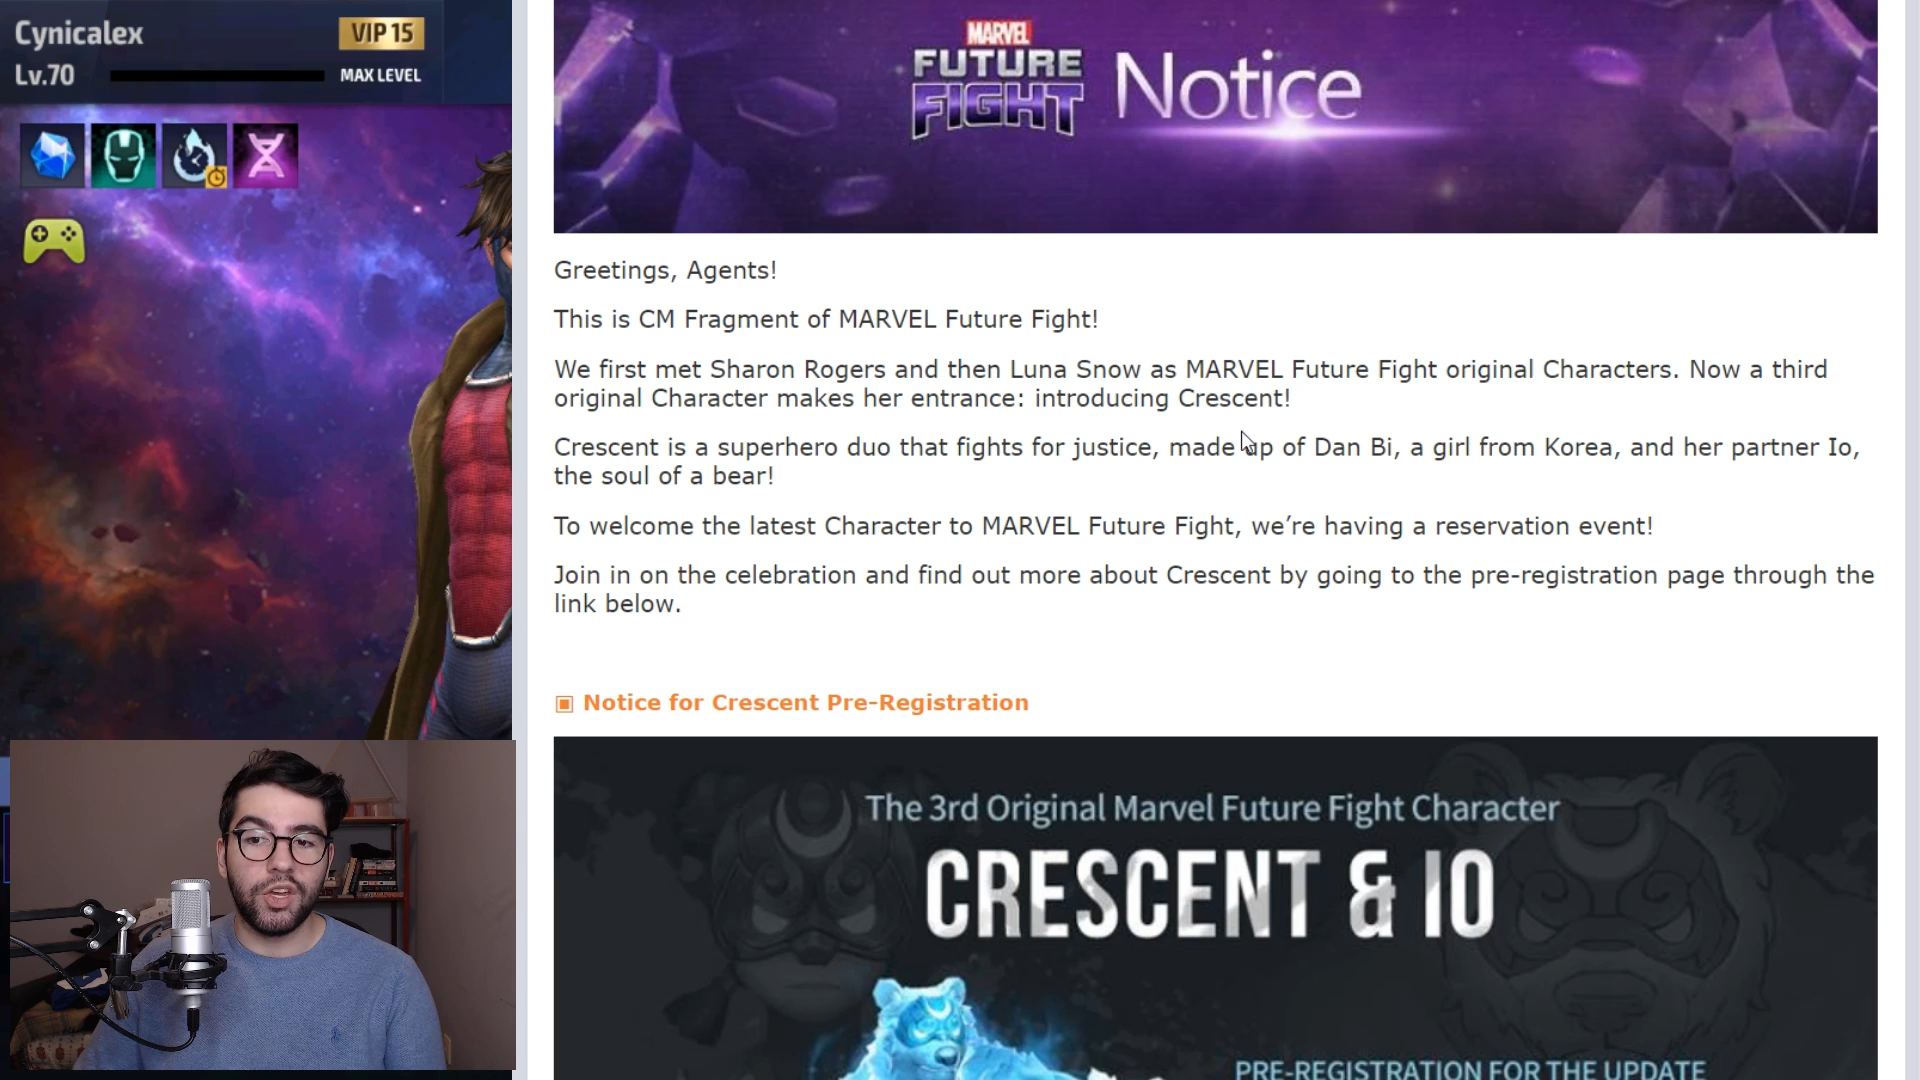 Cynicalex
VIP 15
Lv.70
MAX LEVEL
MARVEL
FUTURE
FIGHT
Notice
Greetings, Agents!
This is CM Fragment of MARVEL Future Fight!
We first met Sharon Rogers and then Luna Snow as MARVEL Future Fight original Characters. Now a third
original Character makes her entrance: introducing Crescent!
Crescent is a superhero duo that fights for justice, made up of Dan Bi, a girl from Korea, and her partner Io,
the soul of a bear!
To welcome the latest Character to MARVEL Future Fight, we’re having a reservation event!
Join in on the celebration and find out more about Crescent by going to the pre-registration page through the
link below.
▣ Notice for Crescent Pre-Registration
The 3rd Original Marvel Future Fight Character
CRESCENT & IO
PRE-REGISTRATION FOR THE UPDATE